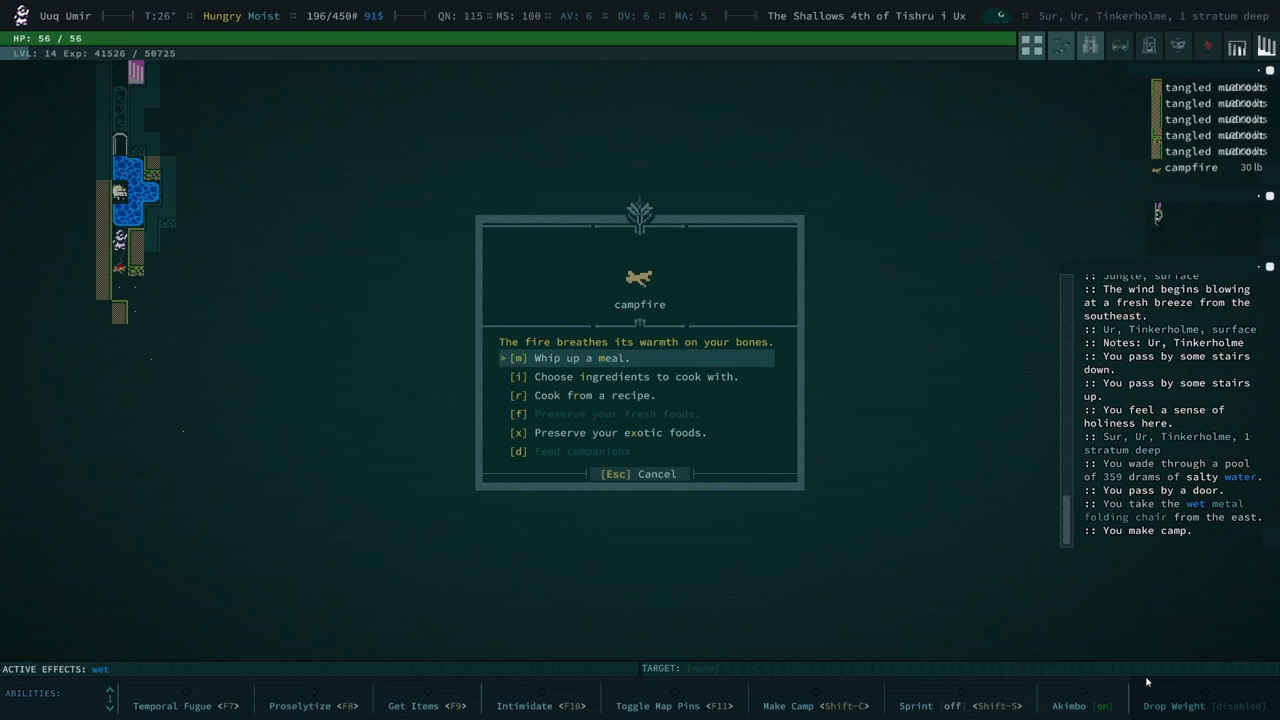 Uuq Umir T:26° Hungry Moist 196/450# 91$ QN: 115 MS: 100 AV: 6 DV: 6 MA: 5 The Shallows 4th of Tishru i Ux Sur, Ur, Tinkerholme, 1 stratum deep
HP: 56 / 56
LVL: 14 Exp: 41526 / 50725
tangled mudroot
tangled mudroot
tangled mudroot
tangled mudroot
tangled mudroot
campfire 30 lb
campfire
The fire breathes its warmth on your bones.
> [m] Whip up a meal.
[i] Choose ingredients to cook with.
[r] Cook from a recipe.
[f] Preserve your fresh foods.
[x] Preserve your exotic foods.
[d] Feed companions
[Esc] Cancel
:: Jungle, surface
:: The wind begins blowing
at a fresh breeze from the
southeast.
:: Ur, Tinkerholme, surface
:: Notes: Ur, Tinkerholme
:: You pass by some stairs
down.
:: You pass by some stairs
up.
:: You feel a sense of
holiness here.
:: Sur, Ur, Tinkerholme, 1
stratum deep
:: You wade through a pool
of 359 drams of salty water.
:: You pass by a door.
:: You take the wet metal
folding chair from the east.
:: You make camp.
ACTIVE EFFECTS: wet
TARGET: [none]
ABILITIES: 1 Temporal Fugue <F7> Proselytize <F8> Get Items <F9> Intimidate <F10> Toggle Map Pins <F11> Make Camp <Shift-C> Sprint [off] <Shift-S> Akimbo [on] Drop Weight [disabled]